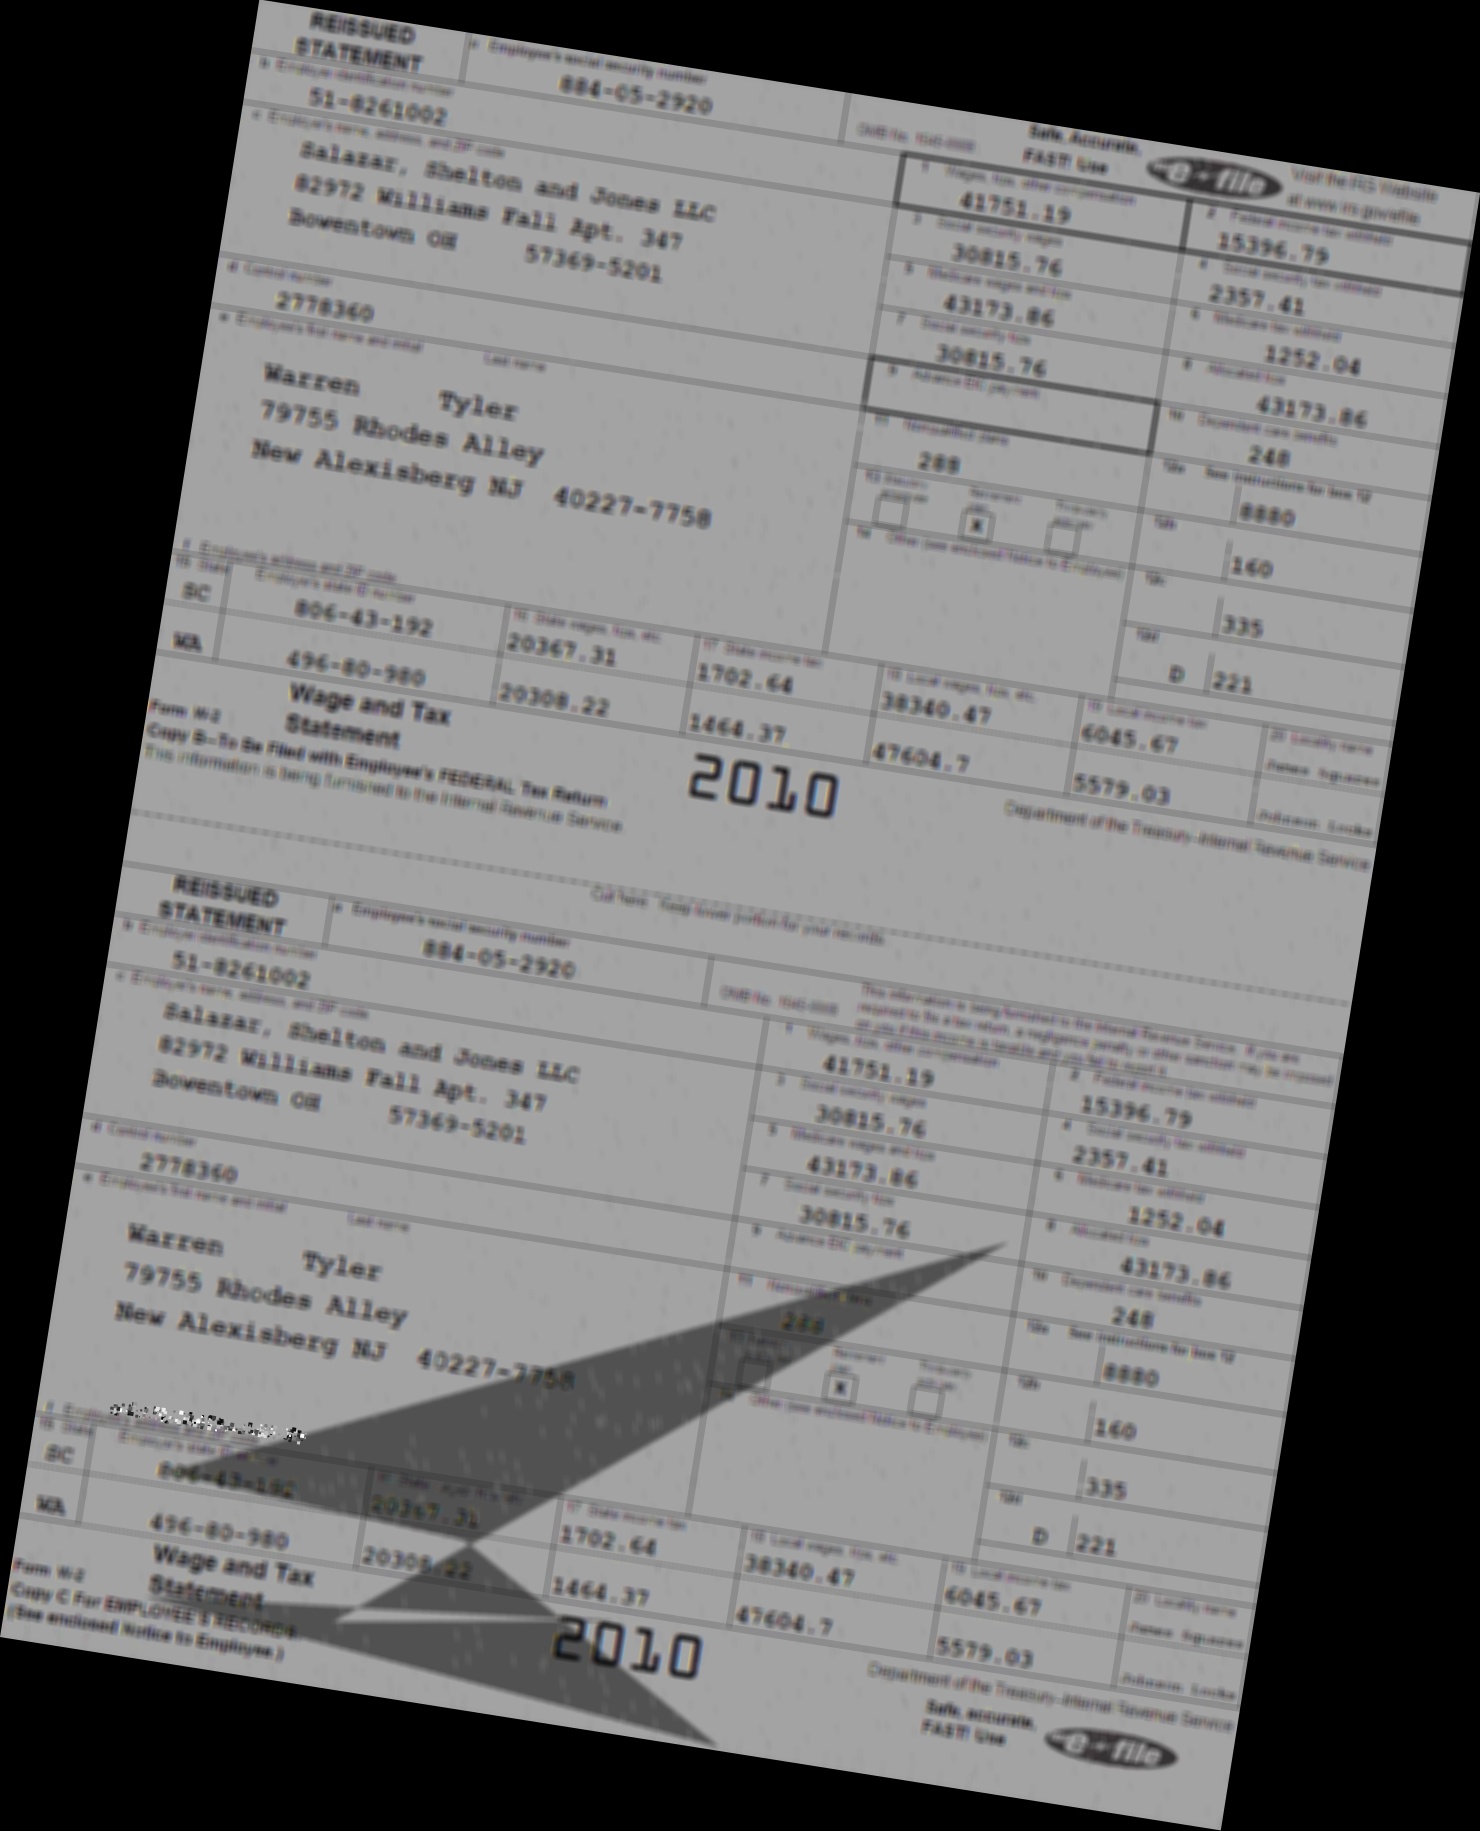 REISSUED STATEMENT
a Employee's social security number
884-05-2920
OMB No. 1545-0008
Safe, Accurate, FAST! Use
e-file
Visit the IRS Website at www.irs.gov/efile
b Employer identification number
51-8261002
c Employer's name, address, and ZIP code
Salazar, Shelton and Jones LLC
82972 Williams Fall Apt. 347
Bowentown OH 57369-5201
1 Wages, tips, other compensation
41751.19
2 Federal income tax withheld
15396.79
3 Social security wages
30815.76
4 Social security tax withheld
2357.41
5 Medicare wages and tips
43173.86
6 Medicare tax withheld
1252.04
d Control number
2778360
7 Social security tips
30815.76
8 Allocated tips
43173.86
e Employee's first name and initial Last name
Warren Tyler
79755 Rhodes Alley
New Alexisberg NJ 40227-7758
9 Advance EIC payment
10 Dependent care benefits
248
11 Nonqualified plans
288
12a See instructions for box 12
8880
13 Statutory employee Retirement plan Third-party sick pay
X
12b
160
14 Other (see enclosed Notice to Employee)
12c
335
12d
D 221
f Employee's address and ZIP code
15 State Employer's state ID number
16 State wages, tips, etc.
17 State income tax
18 Local wages, tips, etc.
19 Local income tax
20 Locality name
SC 806-43-192 20367.31 1702.64 38340.47 6045.67 James Squares
WA 496-80-980 20308.22 1464.37 47604.7 5579.03 Johnson Locks
Form W-2
Wage and Tax Statement
2010
Copy B-To Be Filed with Employee's FEDERAL Tax Return
This information is being furnished to the Internal Revenue Service.
Department of the Treasury-Internal Revenue Service
Cut here. Keep lower portion for your records.
REISSUED STATEMENT
a Employee's social security number
884-05-2920
OMB No. 1545-0008
This information is being furnished to the Internal Revenue Service. If you are
required to file a tax return, a negligence penalty or other sanction may be imposed
on you if this income is taxable and you fail to report it.
b Employer identification number
51-8261002
c Employer's name, address, and ZIP code
Salazar, Shelton and Jones LLC
82972 Williams Fall Apt. 347
Bowentown OH 57369-5201
1 Wages, tips, other compensation
41751.19
2 Federal income tax withheld
15396.79
3 Social security wages
30815.76
4 Social security tax withheld
2357.41
5 Medicare wages and tips
43173.86
6 Medicare tax withheld
1252.04
d Control number
2778360
7 Social security tips
30815.76
8 Allocated tips
43173.86
e Employee's first name and initial Last name
Warren Tyler
79755 Rhodes Alley
New Alexisberg NJ 40227-7758
9 Advance EIC payment
10 Dependent care benefits
248
11 Nonqualified plans
288
12a See instructions for box 12
8880
Retirement plan Third-party sick pay
X
12b
160
14 Other (see enclosed Notice to Employee)
12c
335
12d
D 221
15 State Employer's state ID number
16 State wages, tips, etc.
17 State income tax
18 Local wages, tips, etc.
19 Local income tax
20 Locality name
SC 806-43-192 20367.31 1702.64 38340.47 6045.67 James Squares
WA 496-80-980 20308.22 1464.37 47604.7 5579.03 Johnson Locks
Form W-2
Wage and Tax Statement
2010
Copy C For EMPLOYEE'S RECORDS.
(See enclosed Notice to Employee.)
Department of the Treasury-Internal Revenue Service
Safe, accurate, FAST! Use
e-file